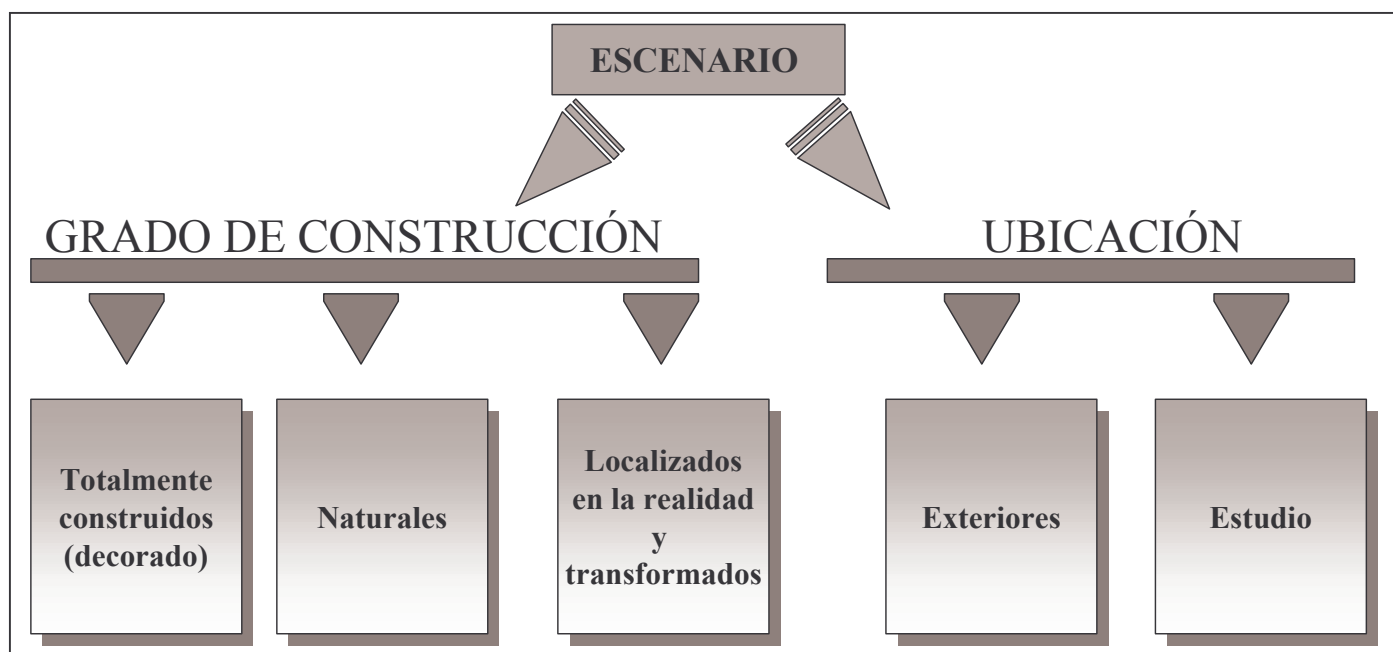 ESCENARIO
GRADO DE CONSTRUCCIÓN
UBICACIÓN
Totalmente
construidos
(decorado)
Naturales
Localizados
en la realidad
y
transformados
Exteriores
Estudio